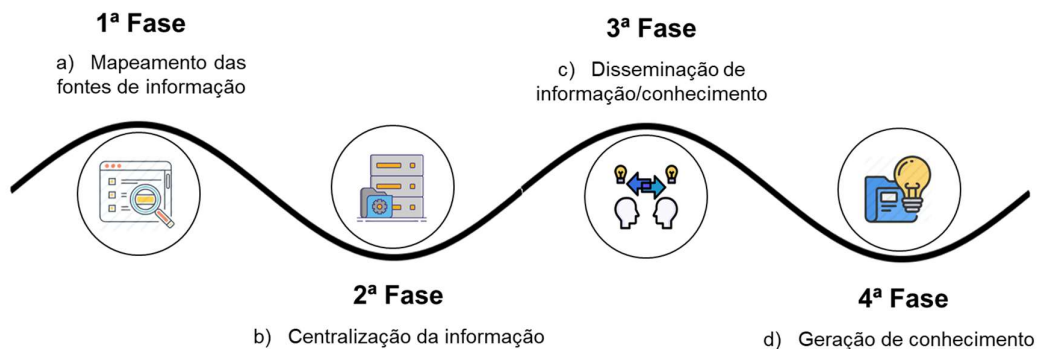 1ª Fase
a) Mapeamento das
fontes de informação
2ª Fase
b) Centralização da informação
3ª Fase
c) Disseminação de
informação/conhecimento
4ª Fase
d) Geração de conhecimento